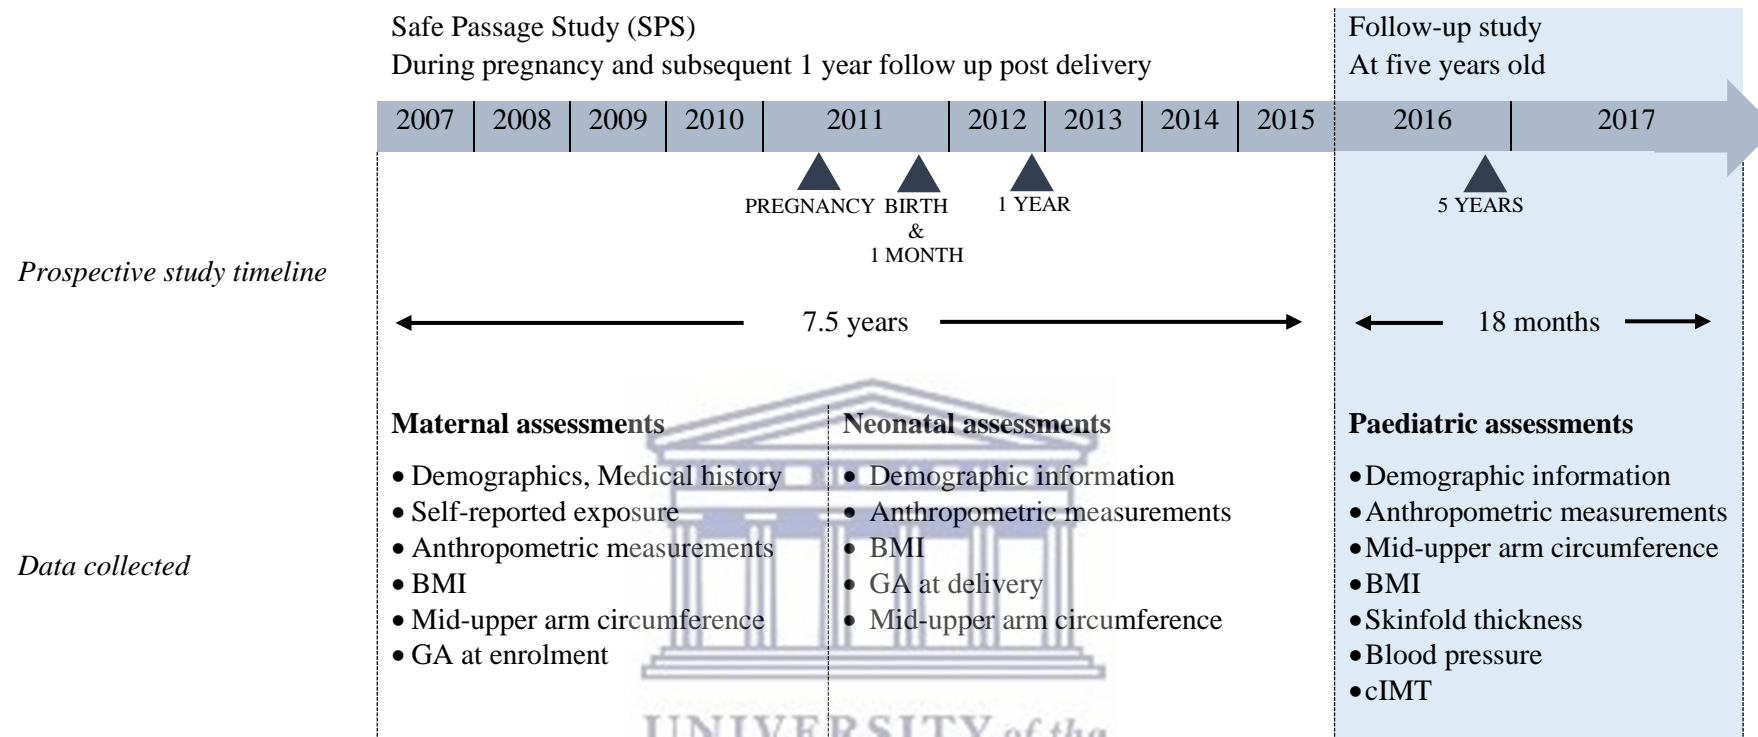 Safe Passage Study (SPS)
During pregnancy and subsequent 1 year follow up post delivery
Follow-up study
At five years old
2007 2008 2009 2010 2011 2012 2013 2014 2015 2016 2017
PREGNANCY
BIRTH
&
1 MONTH
1 YEAR
5 YEARS
Prospective study timeline
7.5 years
18 months
Maternal assessments
• Demographics, Medical history
• Self-reported exposure
• Anthropometric measurements
• BMI
• Mid-upper arm circumference
• GA at enrolment
Neonatal assessments
• Demographic information
• Anthropometric measurements
• BMI
• GA at delivery
• Mid-upper arm circumference
Paediatric assessments
• Demographic information
• Anthropometric measurements
• Mid-upper arm circumference
• BMI
• Skinfold thickness
• Blood pressure
• cIMT
Data collected
UNIVERSITY of the